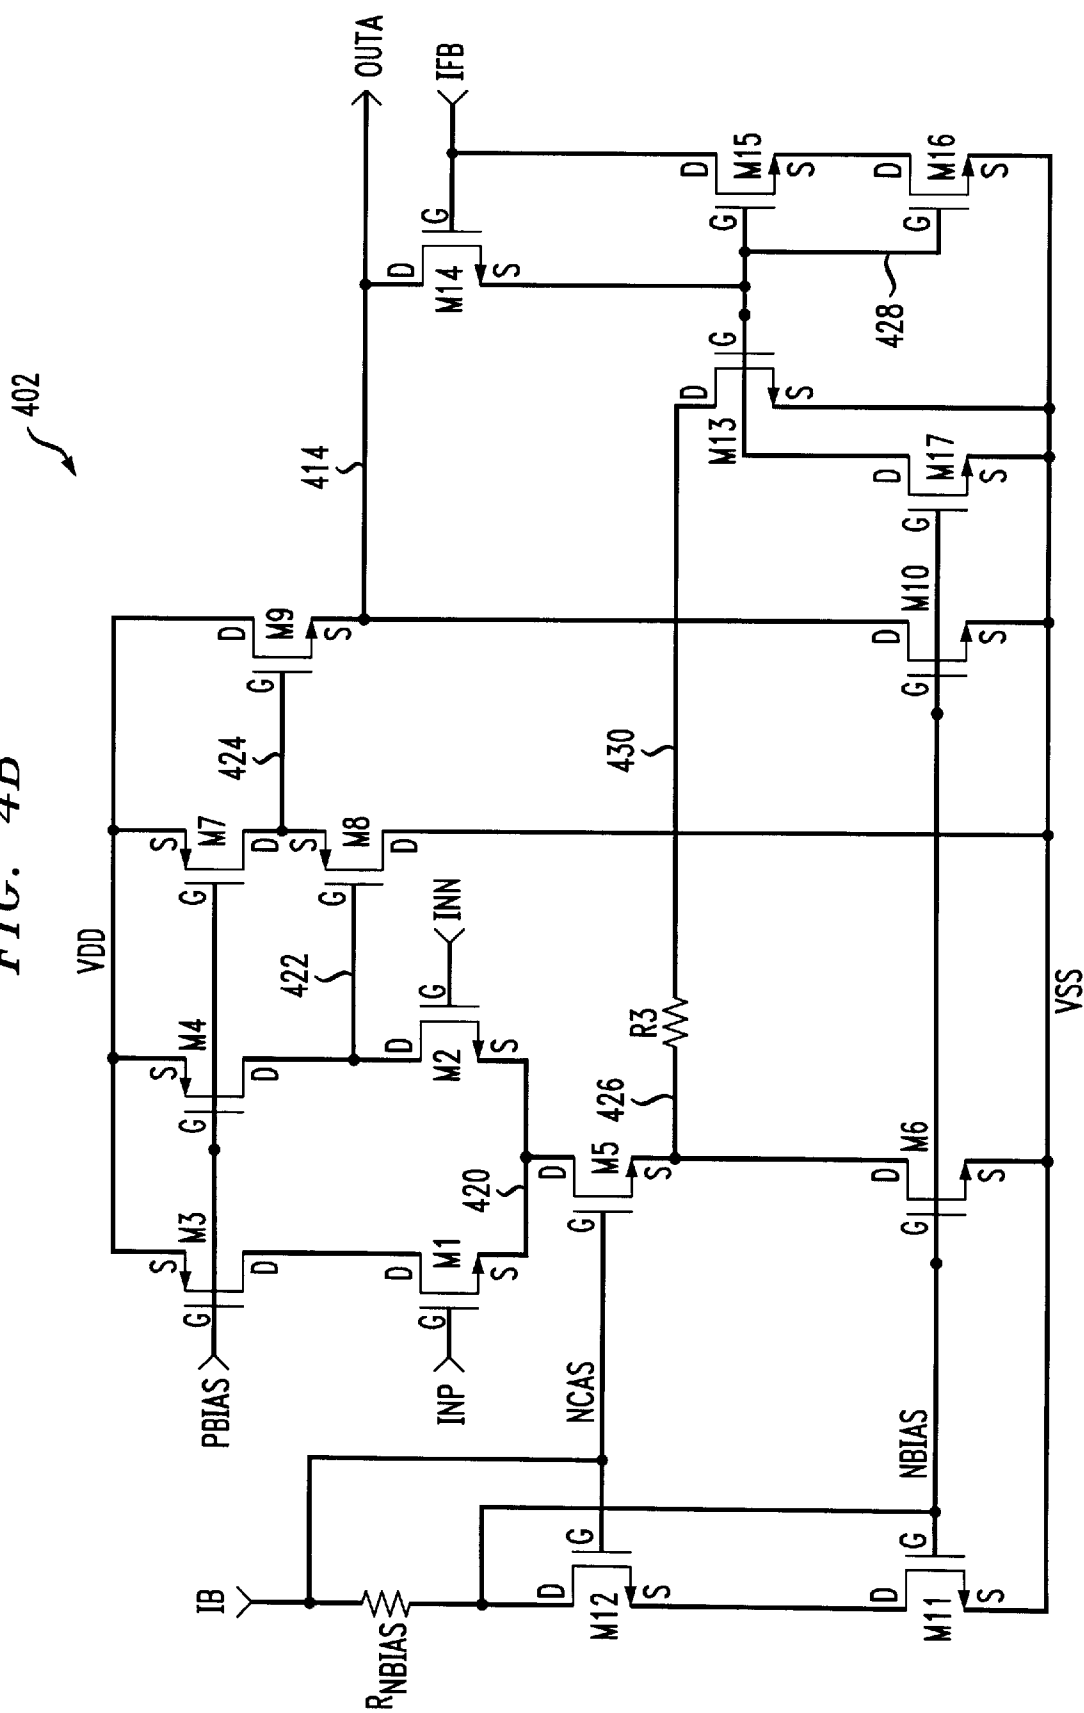 FIG. 4B
402
VDD
VSS
IB
RNBIAS
M12
D
G
S
M11
D
G
S
NCAS
NBIAS
PBIAS
INP
M3
S
G
D
M1
D
G
S
420
M4
S
G
D
M2
D
G
S
INN
422
M5
D
G
S
426
M6
D
G
S
R3
430
M7
S
G
D
M8
S
G
D
424
M9
D
G
S
414
M10
D
G
S
M17
D
G
S
M13
D
G
S
M14
D
G
S
428
M15
D
G
S
M16
D
G
S
OUTA
IFB